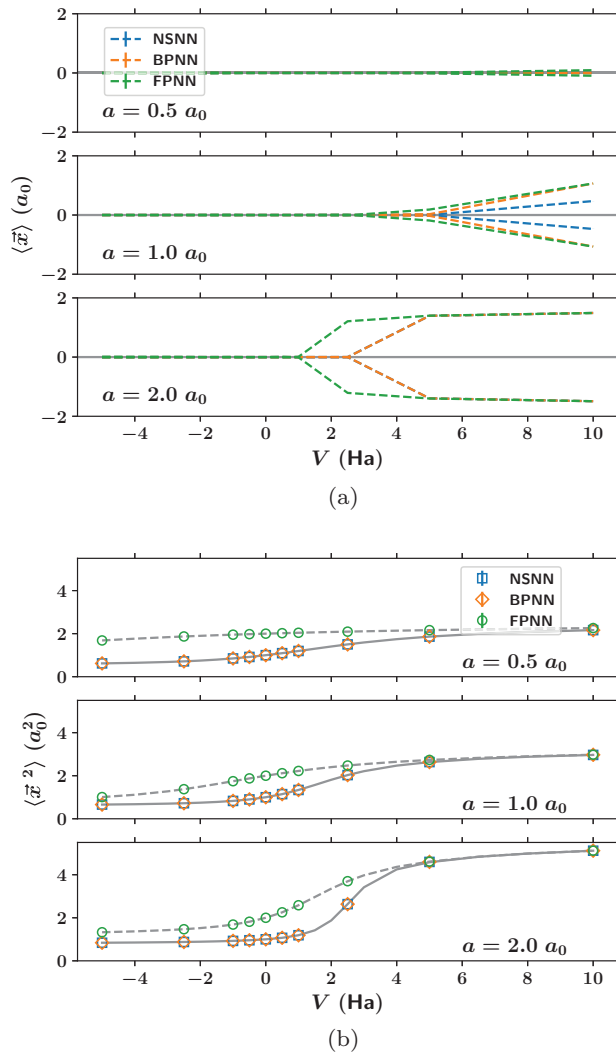 2
0
−2
NSNN
BPNN
FPNN
a = 0.5 a₀
2
0
−2
a = 1.0 a₀
2
0
−2
a = 2.0 a₀
⟨x⃗⟩ (a₀)
−4 −2 0 2 4 6 8 10
V (Ha)
(a)
4
2
0
NSNN
BPNN
FPNN
a = 0.5 a₀
4
2
0
a = 1.0 a₀
4
2
0
a = 2.0 a₀
⟨x⃗ ²⟩ (a₀²)
−4 −2 0 2 4 6 8 10
V (Ha)
(b)